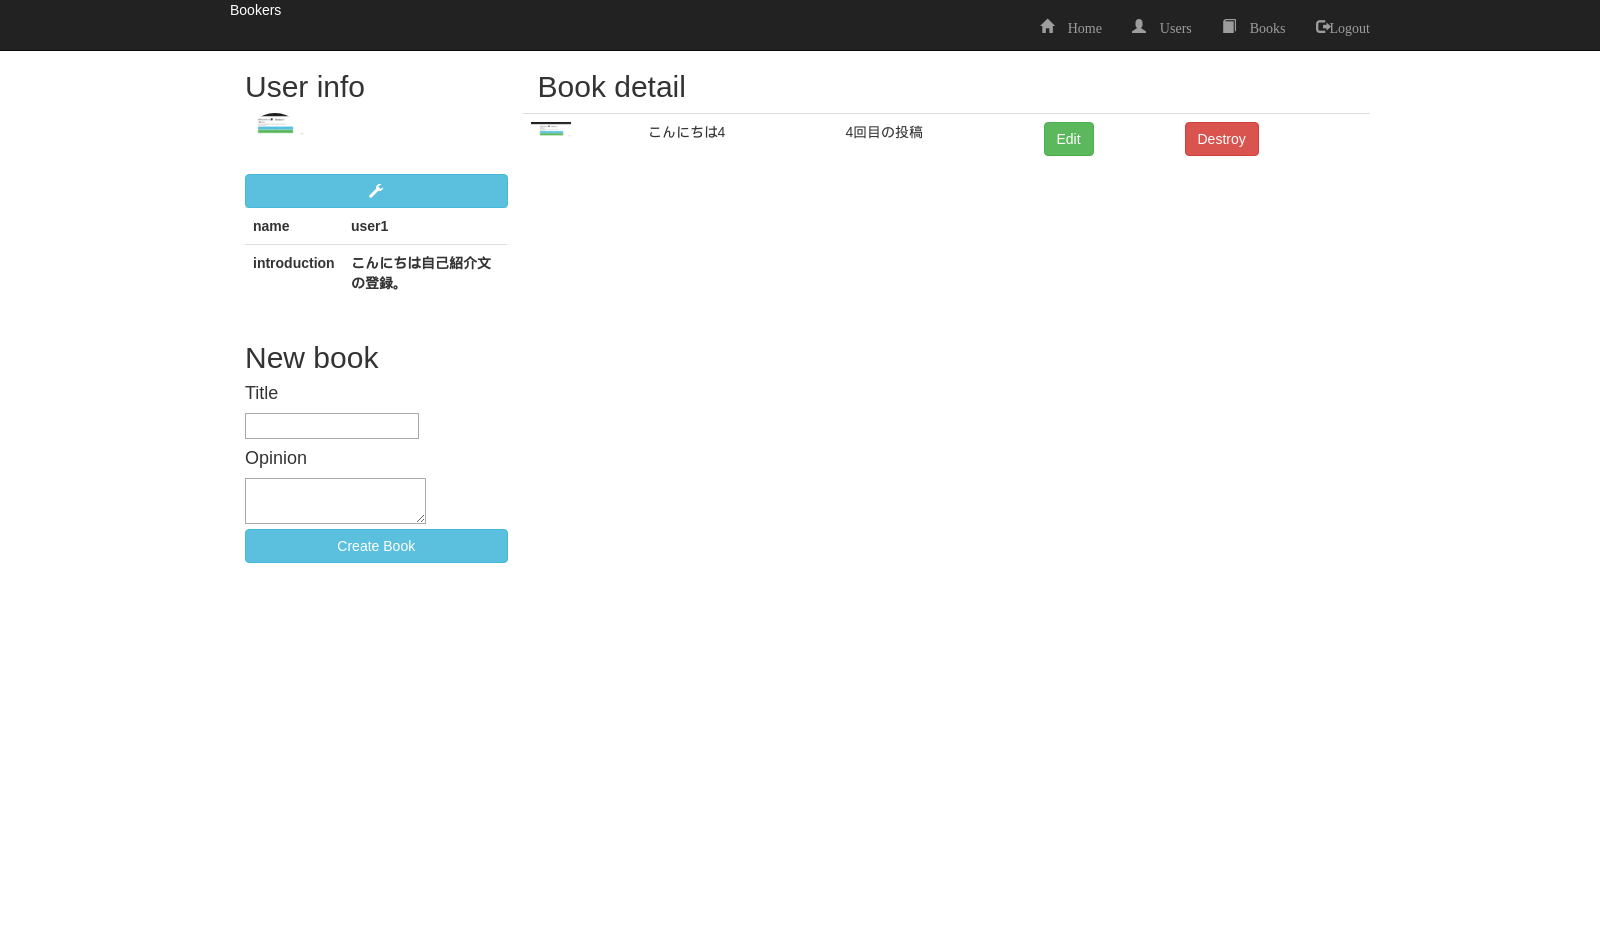 Bookers
Home Users Books Logout
User info
name user1
introduction こんにちは自己紹介文
の登録。
New book
Title
Opinion
Create Book
Book detail
こんにちは4 4回目の投稿 Edit Destroy